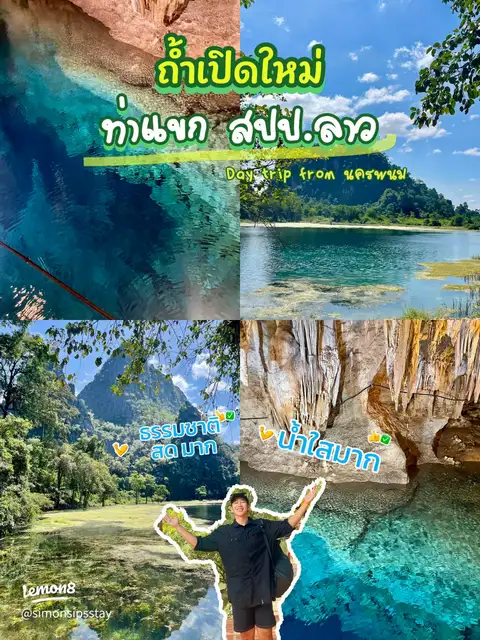 ถ้ำเปิดใหม่
ท่าแขก สปป.ลาว
Day trip from นครพนม
ธรรมชาติ
สด มาก
น้ำใสมาก
lemon8
@simonsipsstay